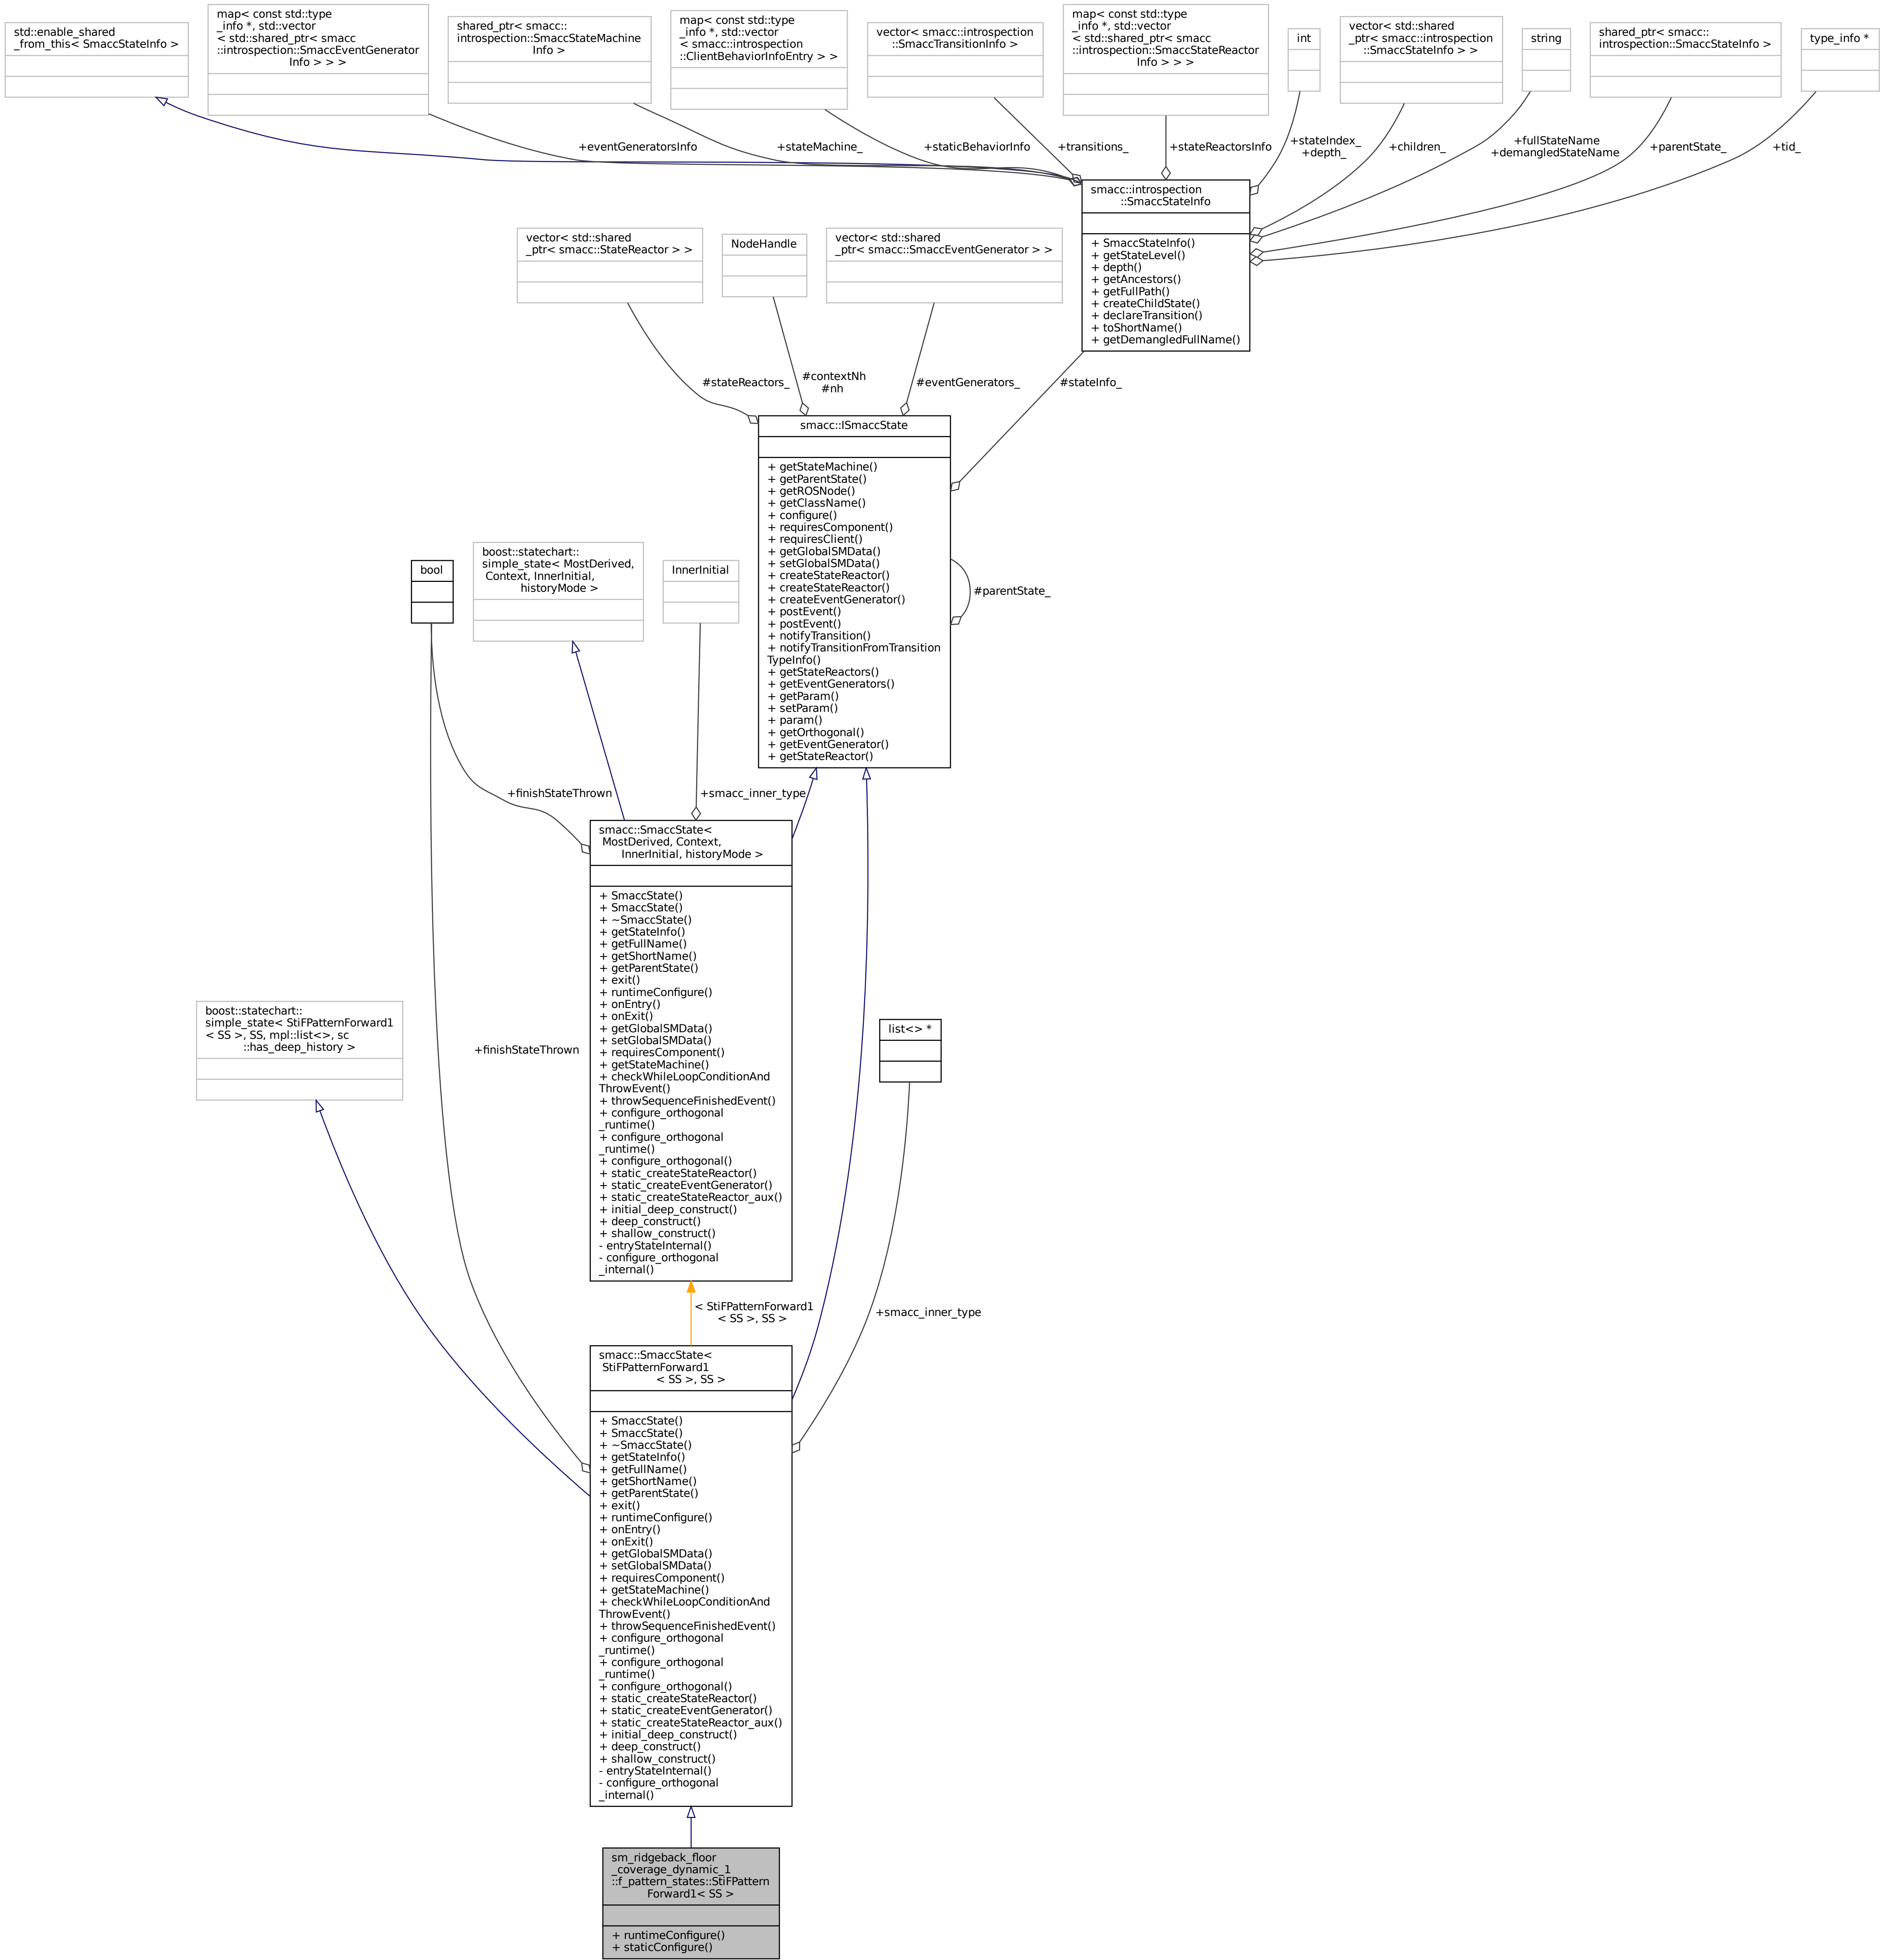 std::enable_shared
_from_this< SmaccStateInfo >
map< const std::type
_info *, std::vector
< std::shared_ptr< smacc
::introspection::SmaccEventGenerator
Info > > >
shared_ptr< smacc::
introspection::SmaccStateMachine
Info >
map< const std::type
_info *, std::vector
< smacc::introspection
::ClientBehaviorInfoEntry > >
vector< smacc::introspection
::SmaccTransitionInfo >
map< const std::type
_info *, std::vector
< std::shared_ptr< smacc
::introspection::SmaccStateReactor
Info > > >
int
vector< std::shared
_ptr< smacc::introspection
::SmaccStateInfo > >
string
shared_ptr< smacc::
introspection::SmaccStateInfo >
type_info *
+eventGeneratorsInfo
+stateMachine_
+staticBehaviorInfo
+transitions_
+stateReactorsInfo
+stateIndex_
+depth_
+children_
+fullStateName
+demangledStateName
+parentState_
+tid_
smacc::introspection
::SmaccStateInfo
+ SmaccStateInfo()
+ getStateLevel()
+ depth()
+ getAncestors()
+ getFullPath()
+ createChildState()
+ declareTransition()
+ toShortName()
+ getDemangledFullName()
vector< std::shared
_ptr< smacc::StateReactor > >
NodeHandle
vector< std::shared
_ptr< smacc::SmaccEventGenerator > >
#stateReactors_
#contextNh
#nh
#eventGenerators_
#stateInfo_
smacc::ISmaccState
+ getStateMachine()
+ getParentState()
+ getROSNode()
+ getClassName()
+ configure()
+ requiresComponent()
+ requiresClient()
+ getGlobalSMData()
+ setGlobalSMData()
+ createStateReactor()
+ createStateReactor()
+ createEventGenerator()
+ postEvent()
+ postEvent()
+ notifyTransition()
+ notifyTransitionFromTransition
TypeInfo()
+ getStateReactors()
+ getEventGenerators()
+ getParam()
+ setParam()
+ param()
+ getOrthogonal()
+ getEventGenerator()
+ getStateReactor()
#parentState_
bool
boost::statechart::
simple_state< MostDerived,
Context, InnerInitial,
historyMode >
InnerInitial
+finishStateThrown
+smacc_inner_type
smacc::SmaccState<
MostDerived, Context,
InnerInitial, historyMode >
+ SmaccState()
+ SmaccState()
+ ~SmaccState()
+ getStateInfo()
+ getFullName()
+ getShortName()
+ getParentState()
+ exit()
+ runtimeConfigure()
+ onEntry()
+ onExit()
+ getGlobalSMData()
+ setGlobalSMData()
+ requiresComponent()
+ getStateMachine()
+ checkWhileLoopConditionAnd
ThrowEvent()
+ throwSequenceFinishedEvent()
+ configure_orthogonal
_runtime()
+ configure_orthogonal
_runtime()
+ configure_orthogonal()
+ static_createStateReactor()
+ static_createEventGenerator()
+ static_createStateReactor_aux()
+ initial_deep_construct()
+ deep_construct()
+ shallow_construct()
- entryStateInternal()
- configure_orthogonal
_internal()
boost::statechart::
simple_state< StiFPatternForward1
< SS >, SS, mpl::list<>, sc
::has_deep_history >
+finishStateThrown
list<> *
< StiFPatternForward1
< SS >, SS >
+smacc_inner_type
smacc::SmaccState<
StiFPatternForward1
< SS >, SS >
+ SmaccState()
+ SmaccState()
+ ~SmaccState()
+ getStateInfo()
+ getFullName()
+ getShortName()
+ getParentState()
+ exit()
+ runtimeConfigure()
+ onEntry()
+ onExit()
+ getGlobalSMData()
+ setGlobalSMData()
+ requiresComponent()
+ getStateMachine()
+ checkWhileLoopConditionAnd
ThrowEvent()
+ throwSequenceFinishedEvent()
+ configure_orthogonal
_runtime()
+ configure_orthogonal
_runtime()
+ configure_orthogonal()
+ static_createStateReactor()
+ static_createEventGenerator()
+ static_createStateReactor_aux()
+ initial_deep_construct()
+ deep_construct()
+ shallow_construct()
- entryStateInternal()
- configure_orthogonal
_internal()
sm_ridgeback_floor
_coverage_dynamic_1
::f_pattern_states::StiFPattern
Forward1< SS >
+ runtimeConfigure()
+ staticConfigure()